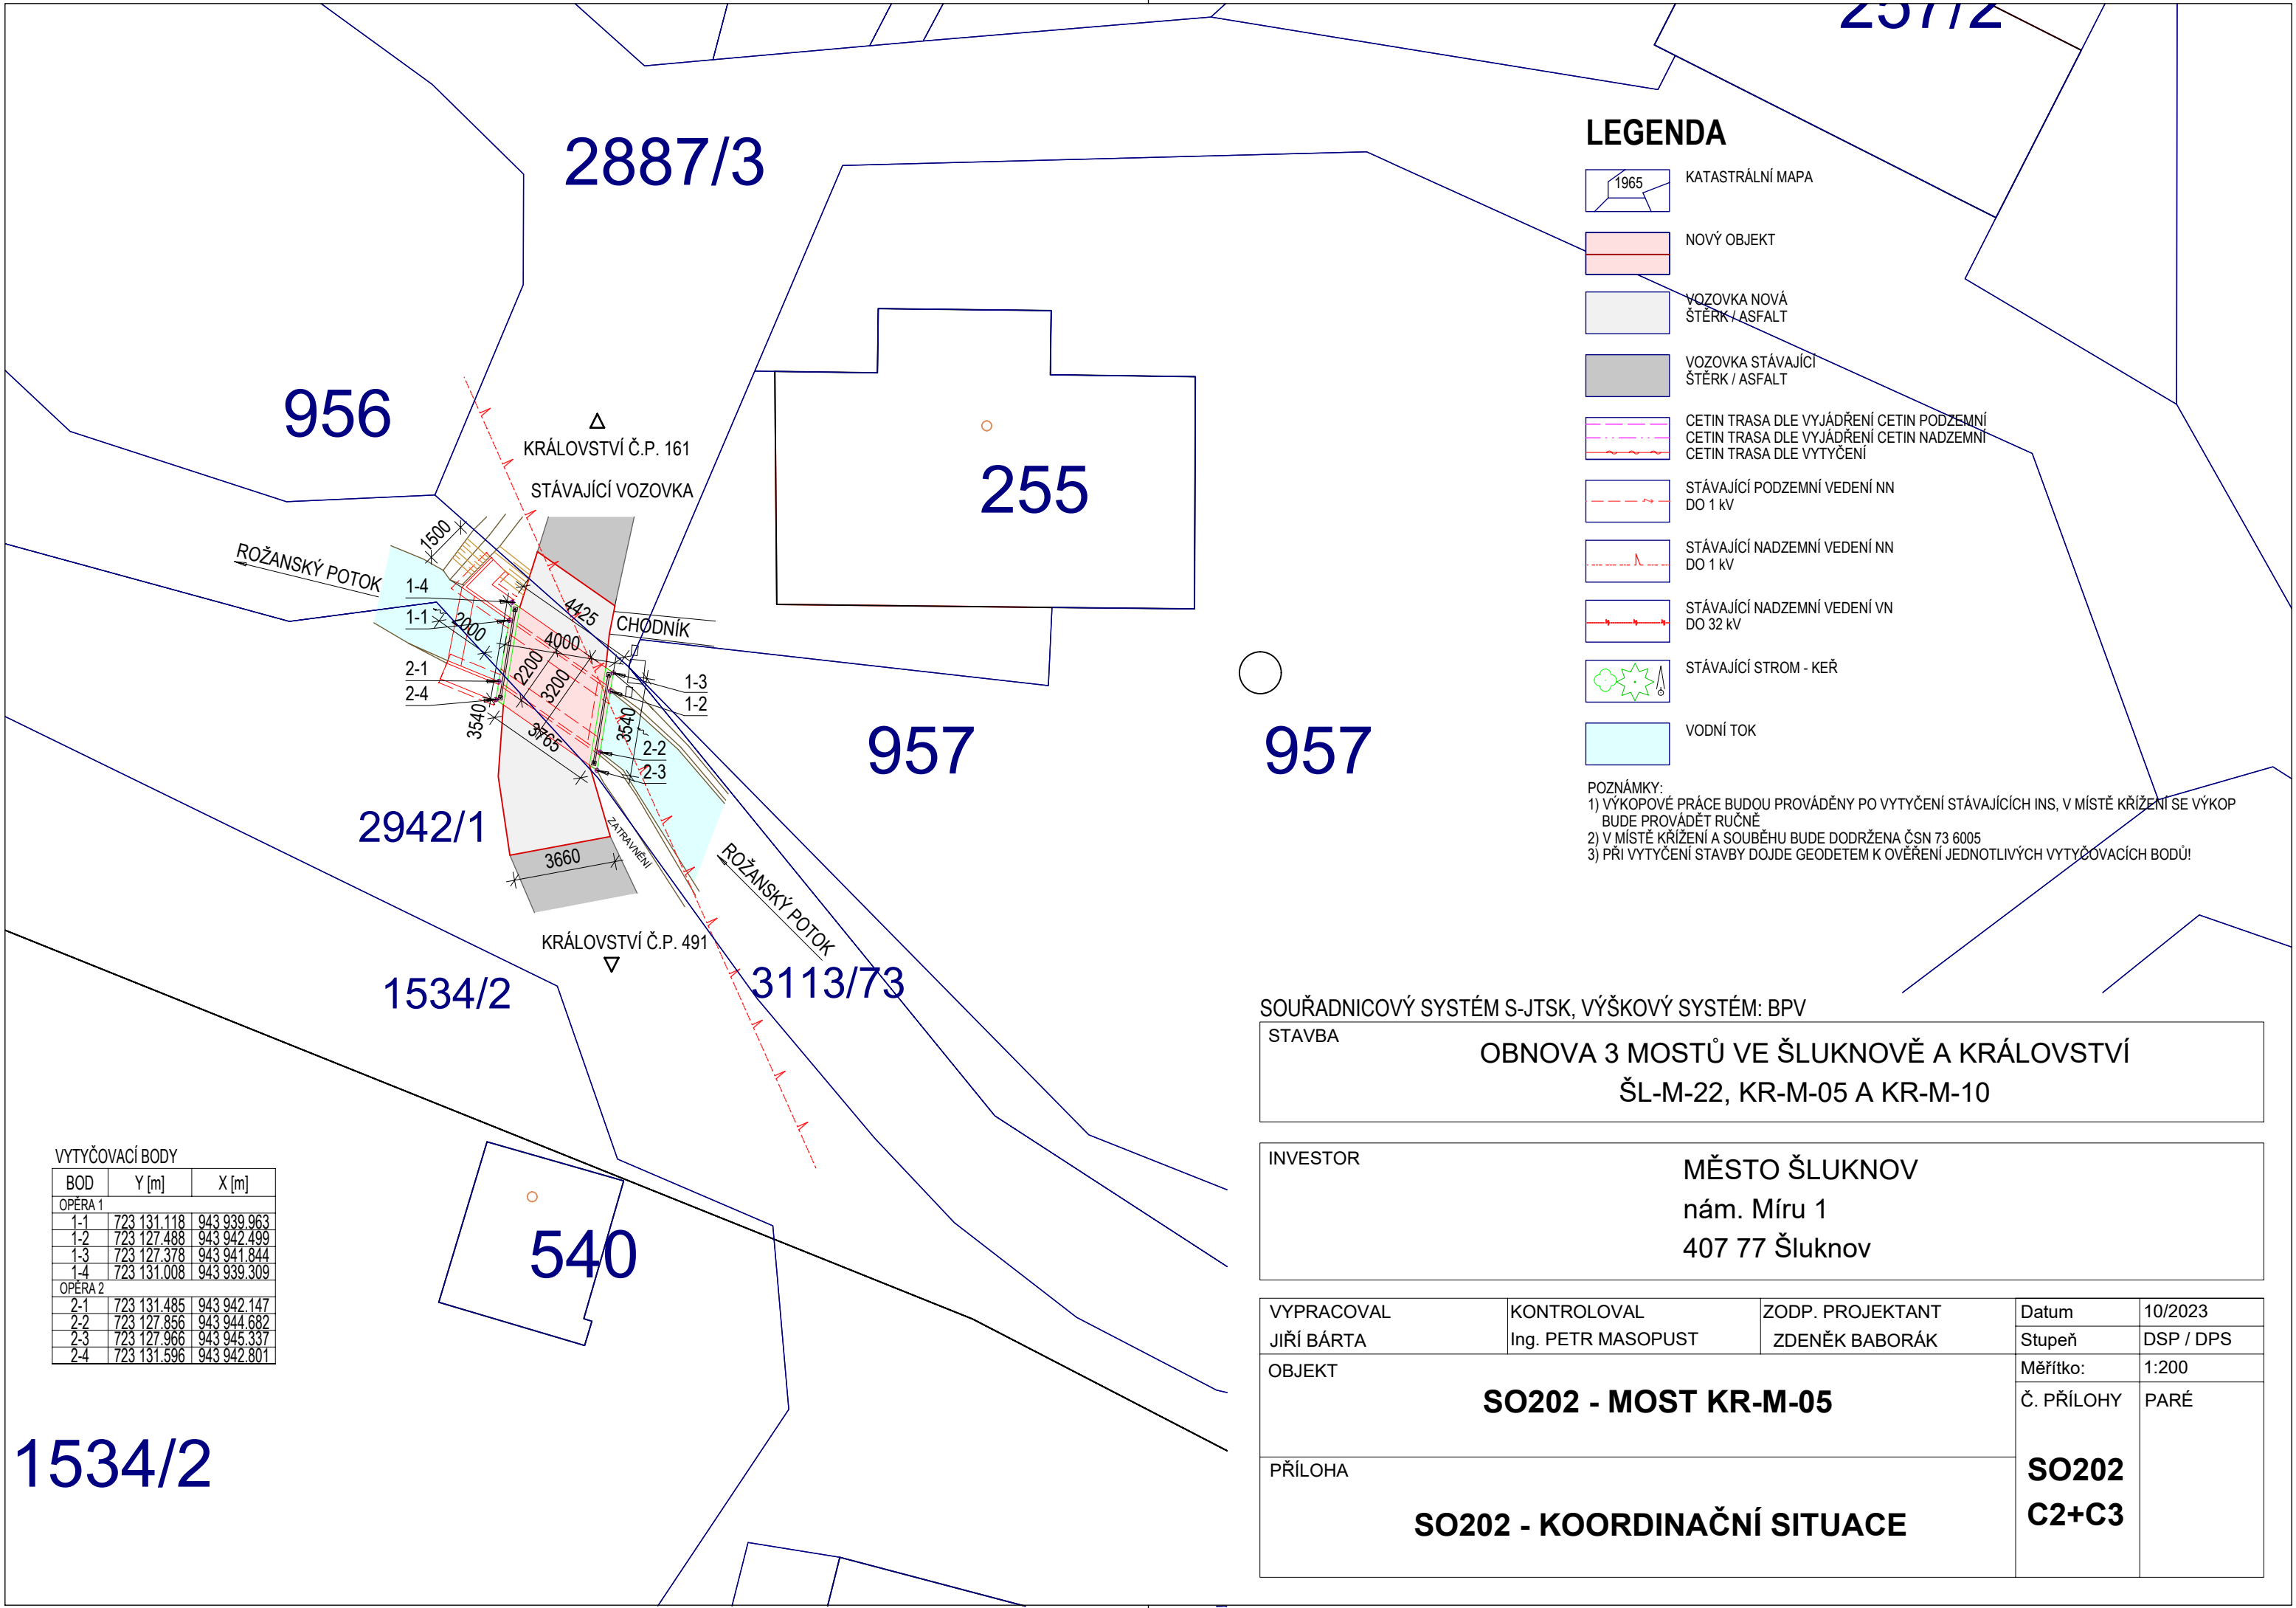 257/2
2887/3
956
255
957
957
2942/1
1534/2
3113/73
540
1534/2
KRÁLOVSTVÍ Č.P. 161
STÁVAJÍCÍ VOZOVKA
ROŽANSKÝ POTOK
1500
1-4
1-1
2000
4425
CHODNÍK
4000
2200
3200
2-1
2-4
3540
3765
1-3
1-2
3540
2-2
2-3
3660
ZATRAVNĚNÍ
ROŽANSKÝ POTOK
KRÁLOVSTVÍ Č.P. 491
LEGENDA
1965
KATASTRÁLNÍ MAPA
NOVÝ OBJEKT
VOZOVKA NOVÁ
ŠTĚRK / ASFALT
VOZOVKA STÁVAJÍCÍ
ŠTĚRK / ASFALT
CETIN TRASA DLE VYJÁDŘENÍ CETIN PODZEMNÍ
CETIN TRASA DLE VYJÁDŘENÍ CETIN NADZEMNÍ
CETIN TRASA DLE VYTYČENÍ
STÁVAJÍCÍ PODZEMNÍ VEDENÍ NN
DO 1 kV
STÁVAJÍCÍ NADZEMNÍ VEDENÍ NN
DO 1 kV
STÁVAJÍCÍ NADZEMNÍ VEDENÍ VN
DO 32 kV
STÁVAJÍCÍ STROM - KEŘ
VODNÍ TOK
POZNÁMKY:
1) VÝKOPOVÉ PRÁCE BUDOU PROVÁDĚNY PO VYTYČENÍ STÁVAJÍCÍCH INS, V MÍSTĚ KŘÍŽENÍ SE VÝKOP
BUDE PROVÁDĚT RUČNĚ
2) V MÍSTĚ KŘÍŽENÍ A SOUBĚHU BUDE DODRŽENA ČSN 73 6005
3) PŘI VYTYČENÍ STAVBY DOJDE GEODETEM K OVĚŘENÍ JEDNOTLIVÝCH VYTYČOVACÍCH BODŮ!
VYTYČOVACÍ BODY
BOD Y [m] X [m]
OPĚRA 1
1-1 723 131.118 943 939.963
1-2 723 127.488 943 942.499
1-3 723 127.378 943 941.844
1-4 723 131.008 943 939.309
OPĚRA 2
2-1 723 131.485 943 942.147
2-2 723 127.856 943 944.682
2-3 723 127.966 943 945.337
2-4 723 131.596 943 942.801
SOUŘADNICOVÝ SYSTÉM S-JTSK, VÝŠKOVÝ SYSTÉM: BPV
STAVBA
OBNOVA 3 MOSTŮ VE ŠLUKNOVĚ A KRÁLOVSTVÍ
ŠL-M-22, KR-M-05 A KR-M-10
INVESTOR
MĚSTO ŠLUKNOV
nám. Míru 1
407 77 Šluknov
VYPRACOVAL KONTROLOVAL ZODP. PROJEKTANT Datum 10/2023
JIŘÍ BÁRTA Ing. PETR MASOPUST ZDENĚK BABORÁK Stupeň DSP / DPS
OBJEKT Měřítko: 1:200
SO202 - MOST KR-M-05
Č. PŘÍLOHY PARÉ
PŘÍLOHA
SO202 - KOORDINAČNÍ SITUACE
SO202
C2+C3